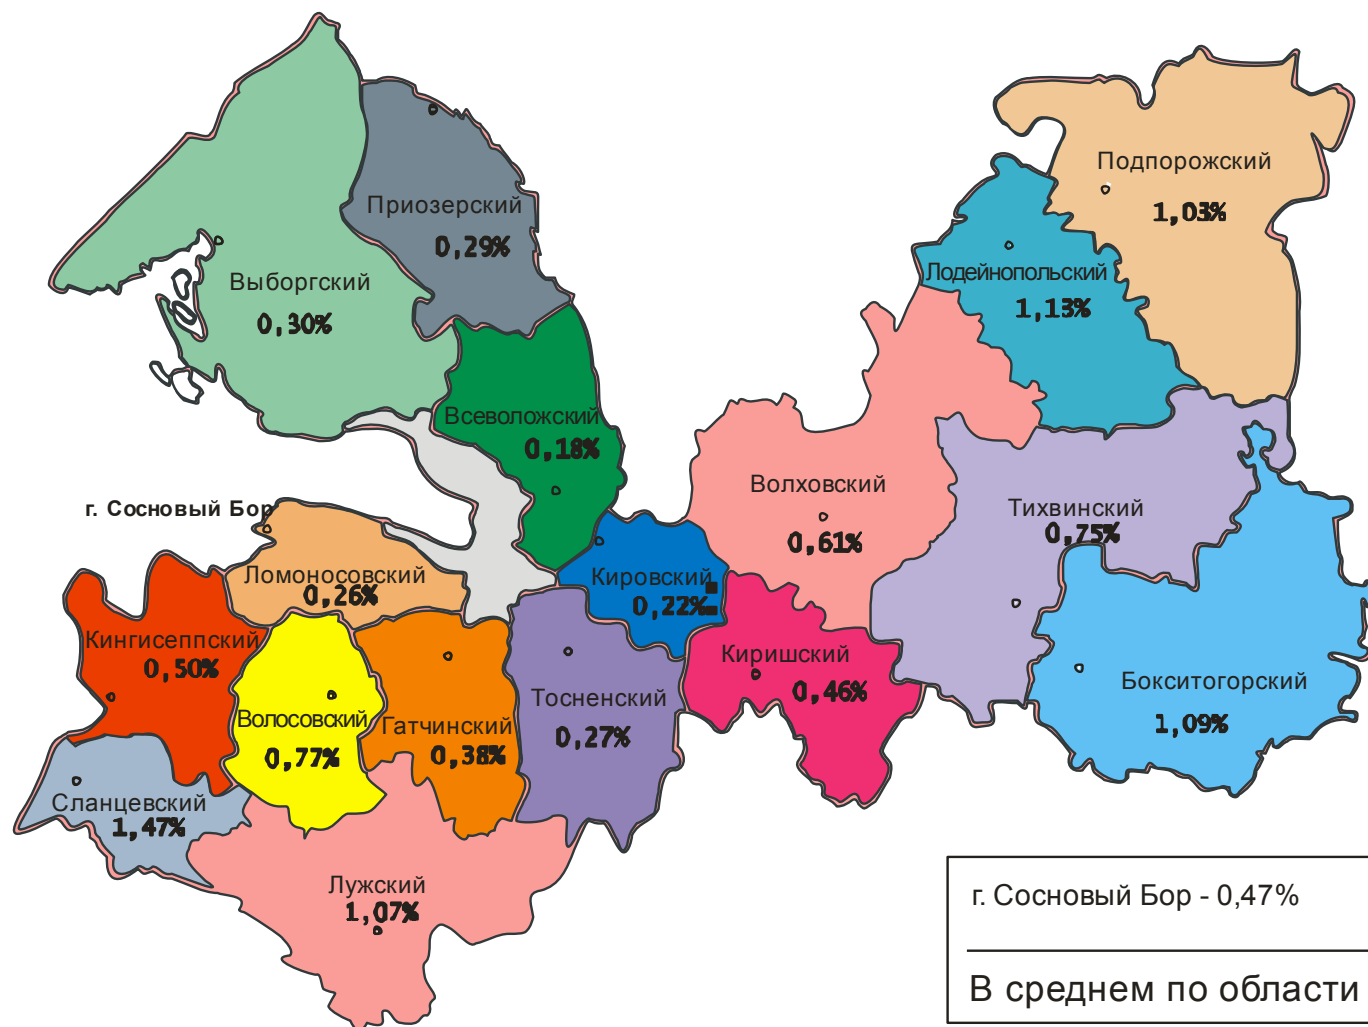 Подпорожский
1,03%
Приозерский
0,29%
Лодейнопольский
1,13%
Выборгский
0,30%
Всеволожский
0,18%
Волховский
0,61%
г. Сосновый Бор
Тихвинский
0,75%
Ломоносовский
0,26%
Кировский
0,22%
Кингисеппский
0,50%
Киришский
0,46%
Бокситогорский
1,09%
Тосненский
0,27%
Волосовский
0,77%
Гатчинский
0,38%
Сланцевский
1,47%
Лужский
1,07%
г. Сосновый Бор - 0,47%
В среднем по области